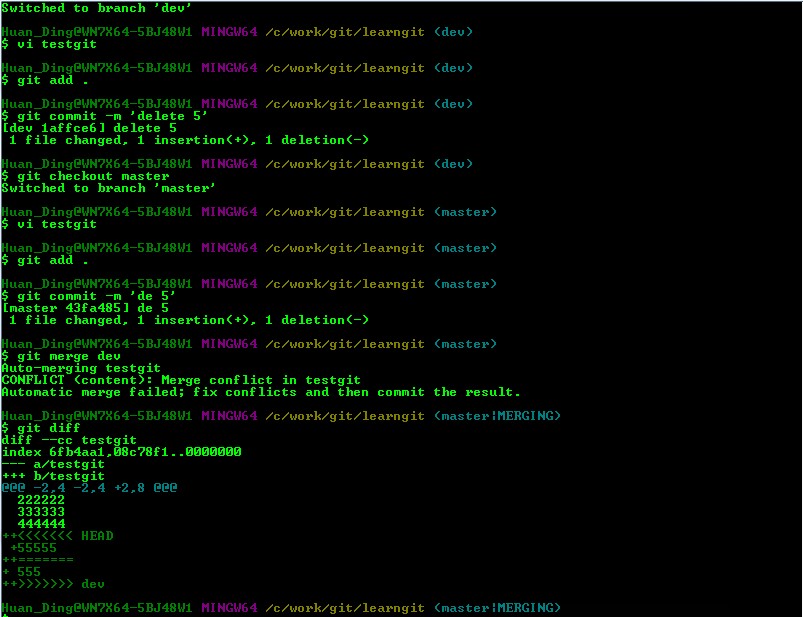 Switched to branch 'dev'
Huan_Ding@WN7X64-5BJ48W1 MINGW64 /c/work/git/learngit (dev)
$ vi testgit
Huan_Ding@WN7X64-5BJ48W1 MINGW64 /c/work/git/learngit (dev)
$ git add .
Huan_Ding@WN7X64-5BJ48W1 MINGW64 /c/work/git/learngit (dev)
$ git commit -m 'delete 5'
[dev 1affce6] delete 5
 1 file changed, 1 insertion(+), 1 deletion(-)
Huan_Ding@WN7X64-5BJ48W1 MINGW64 /c/work/git/learngit (dev)
$ git checkout master
Switched to branch 'master'
Huan_Ding@WN7X64-5BJ48W1 MINGW64 /c/work/git/learngit (master)
$ vi testgit
Huan_Ding@WN7X64-5BJ48W1 MINGW64 /c/work/git/learngit (master)
$ git add .
Huan_Ding@WN7X64-5BJ48W1 MINGW64 /c/work/git/learngit (master)
$ git commit -m 'de 5'
[master 43fa485] de 5
 1 file changed, 1 insertion(+), 1 deletion(-)
Huan_Ding@WN7X64-5BJ48W1 MINGW64 /c/work/git/learngit (master)
$ git merge dev
Auto-merging testgit
CONFLICT (content): Merge conflict in testgit
Automatic merge failed; fix conflicts and then commit the result.
Huan_Ding@WN7X64-5BJ48W1 MINGW64 /c/work/git/learngit (master|MERGING)
$ git diff
diff --cc testgit
index 6fb4aa1,08c78f1..0000000
--- a/testgit
+++ b/testgit
@@@ -2,4 -2,4 +2,8 @@@
  222222
  333333
  444444
++<<<<<<< HEAD
 +55555
++=======
+ 555
++>>>>>>> dev
Huan_Ding@WN7X64-5BJ48W1 MINGW64 /c/work/git/learngit (master|MERGING)